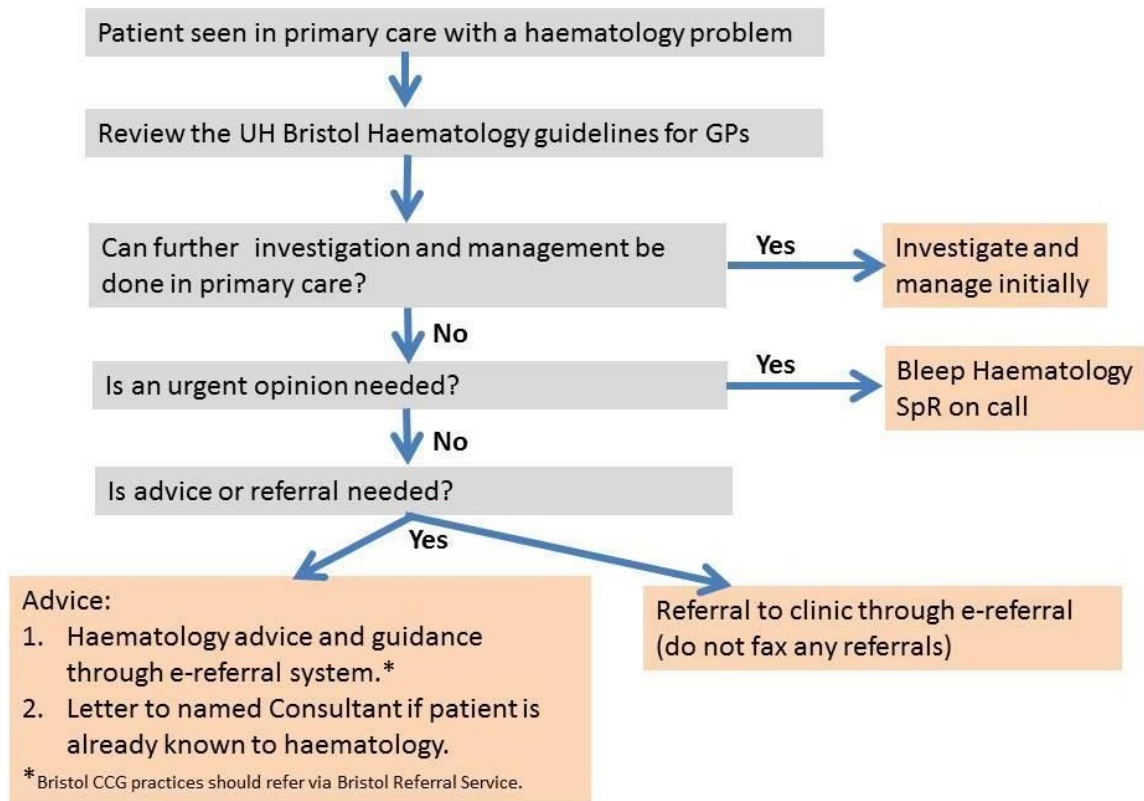 Patient seen in primary care with a haematology problem
Review the UH Bristol Haematology guidelines for GPs
Can further investigation and management be
done in primary care?
Yes
Investigate and
manage initially
No
Is an urgent opinion needed?
Yes
Bleep Haematology
SpR on call
No
Is advice or referral needed?
Yes
Advice:
1. Haematology advice and guidance
through e-referral system.*
2. Letter to named Consultant if patient is
already known to haematology.
*Bristol CCG practices should refer via Bristol Referral Service.
Referral to clinic through e-referral
(do not fax any referrals)